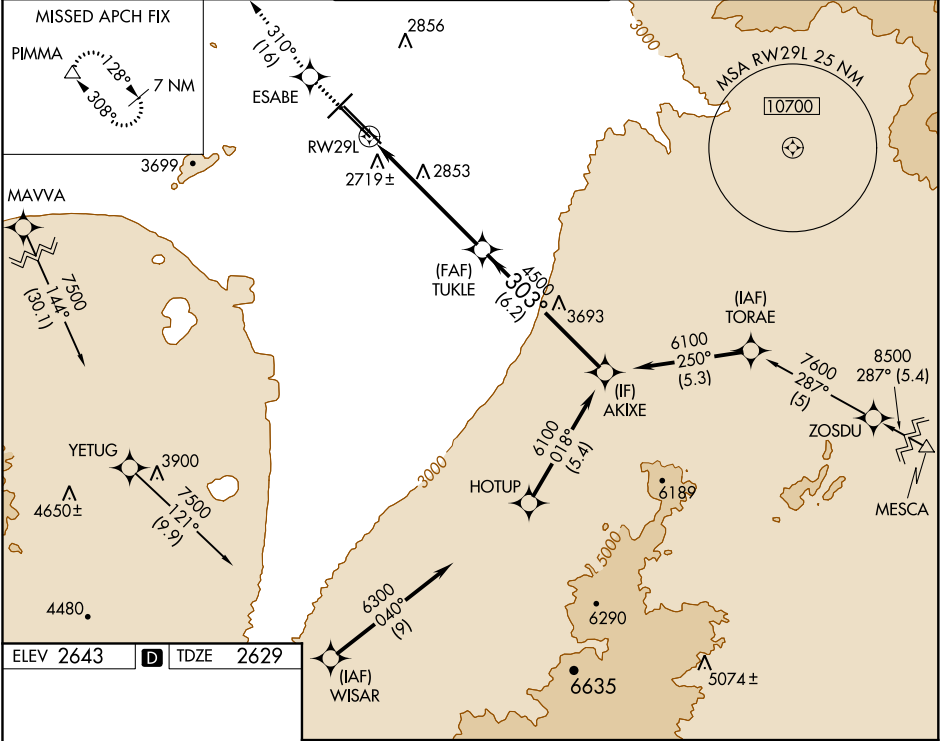 MISSED APCH FIX
PIMMA
128°
7 NM
308°
310°
(16)
ESABE
2856
3000
MSA RW29L 25 NM
10700
RW29L
2719±
2853
3699
MAVVA
7500
144°
(30.1)
(FAF)
TUKLE
4500
303°
(6.2)
3693
(IAF)
TORAE
6100
250°
(5.3)
7600
287°
(5)
8500
287° (5.4)
(IF)
AKIXE
ZOSDU
MESCA
YETUG
3900
4650±
7500
121°
(9.9)
3000
HOTUP
6100
018°
(5.4)
6189
5000
4480
6300
040°
(9)
6290
ELEV 2643
D
TDZE 2629
(IAF)
WISAR
6635
5074±